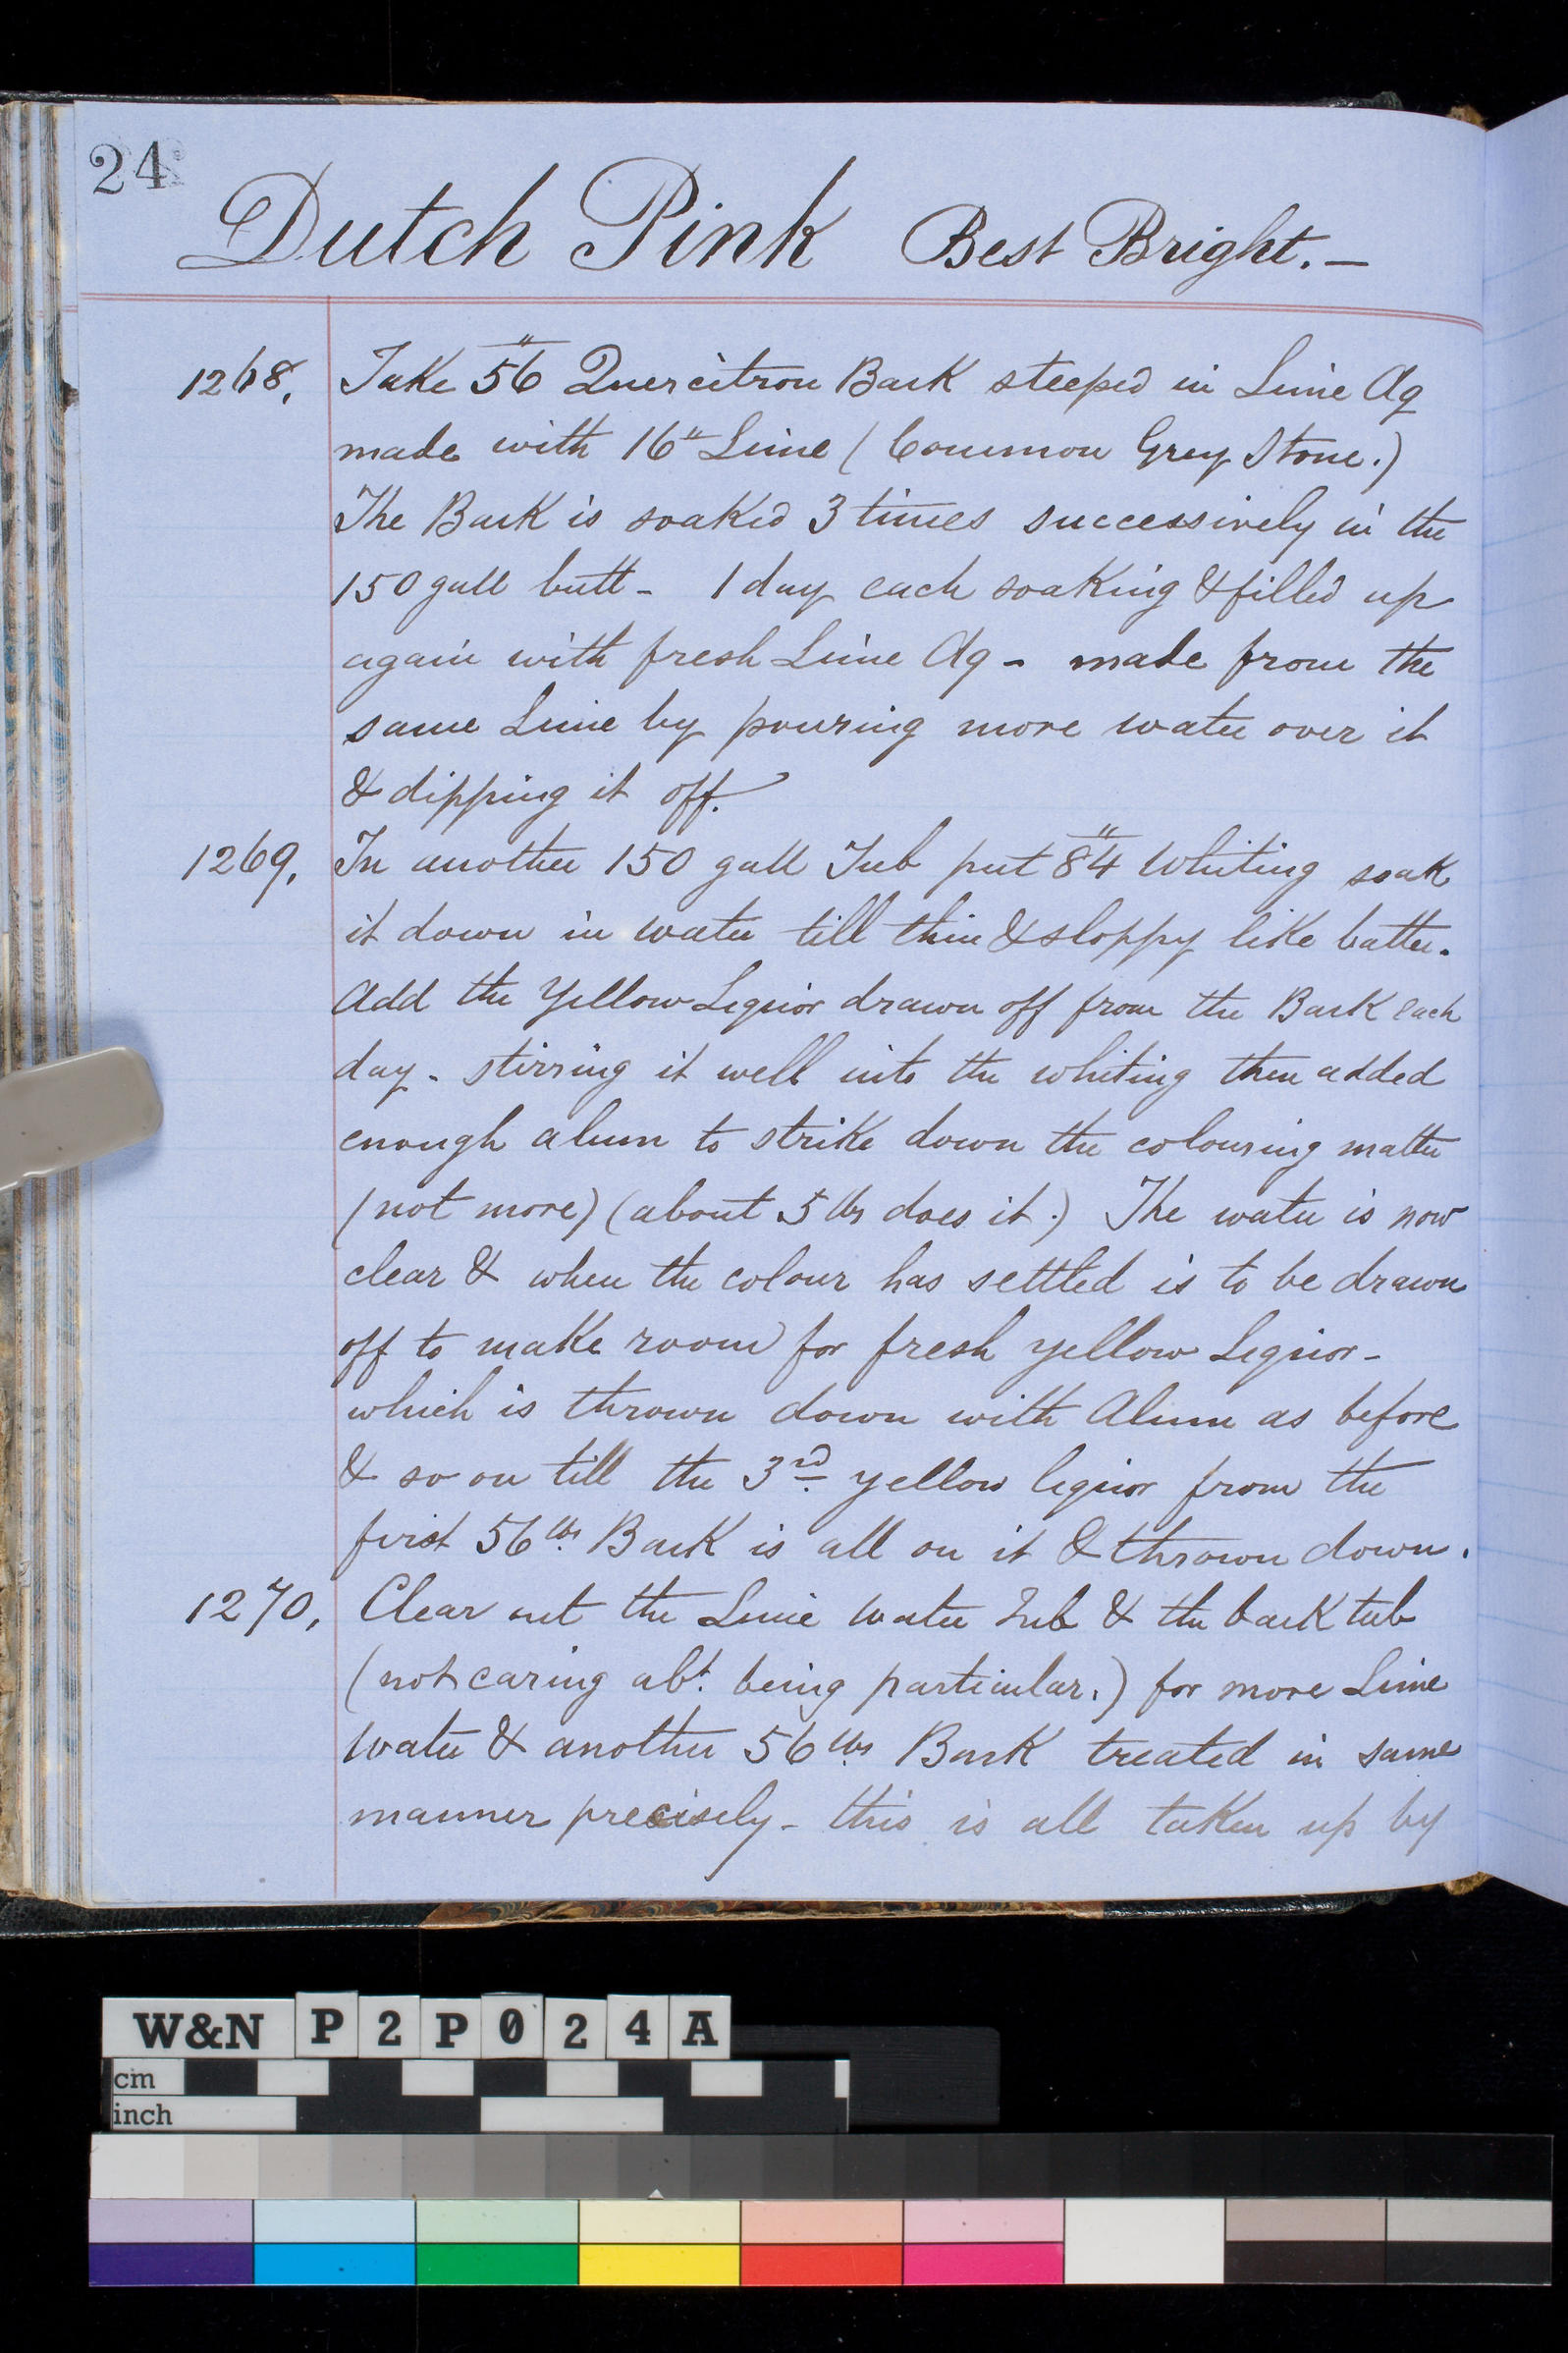 24
Dutch Pink Best Bright. —
1268, Take 56" Quercitron Bark steeped in Lime Aq
made with 16" Lime (Common Grey Stone.)
The Bark is soaked 3 times successively in the
150 gall butt - 1 day each soaking & filled up
again with fresh Lime Aq - made from the
same Lime by pouring more water over it
& dipping it off.
1269, In another 150 gall Tub put 84" Whiting soak
it down in water till thin & sloppy like batter.
Add the Yellow Lequior drawn off from the Bark each
day - stirring it well into the whiting then added
enough alum to strike down the colouring matter
(not more) (about 5 lbs does it.) The water is now
clear & when the colour has settled is to be drawn
off to make room for fresh yellow Lequior -
which is thrown down with Alum as before
& so on till the 3rd yellow lequior from the
first 56 lbs. Bark is all on it & thrown down.
1270, Clear out the Lime Water Tub & the bark tub
(not caring abt. being particular.) for more Lime
Water & another 56 lbs. Bark treated in same
manner precisely - this is all taken up by
W&N P2P024A
cm
inch